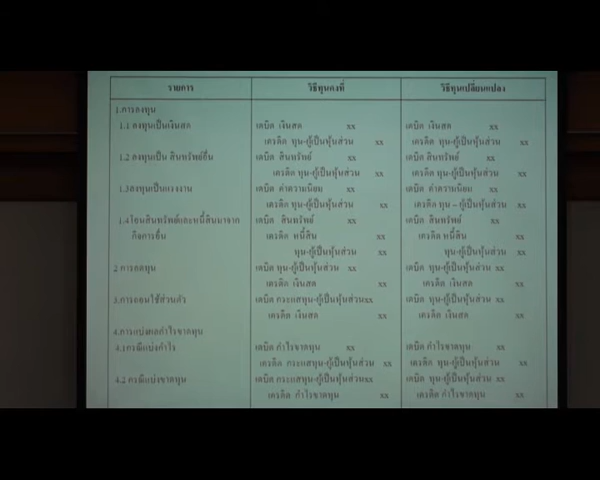 รายการ วิธีทุนคงที่ วิธีทุนเปลี่ยนแปลง
1.การลงทุน
1.1 ลงทุนเป็นเงินสด เดบิต เงินสด xx เดบิต เงินสด xx
เครดิต ทุน-ผู้เป็นหุ้นส่วน xx เครดิต ทุน-ผู้เป็นหุ้นส่วน xx
1.2 ลงทุนเป็น สินทรัพย์อื่น เดบิต สินทรัพย์ xx เดบิต สินทรัพย์ xx
เครดิต ทุน-ผู้เป็นหุ้นส่วน xx เครดิต ทุน-ผู้เป็นหุ้นส่วน xx
1.3ลงทุนเป็นแรงงาน เดบิต ค่าความนิยม xx เดบิต ค่าความนิยม xx
เครดิต ทุน-ผู้เป็นหุ้นส่วน xx เครดิต ทุน – ผู้เป็นหุ้นส่วน xx
1.4โอนสินทรัพย์และหนี้สินมาจาก เดบิต สินทรัพย์ xx เดบิต สินทรัพย์ xx
กิจการอื่น เครดิต หนี้สิน xx เครดิต หนี้สิน xx
ทุน-ผู้เป็นหุ้นส่วน xx ทุน-ผู้เป็นหุ้นส่วน xx
2 การลดทุน เดบิต ทุน-ผู้เป็นหุ้นส่วน xx เดบิต ทุน-ผู้เป็นหุ้นส่วน xx
เครดิต เงินสด xx เครดิต เงินสด xx
3.การถอนใช้ส่วนตัว เดบิต กระแสทุน-ผู้เป็นหุ้นส่วนxx เดบิต ทุน-ผู้เป็นหุ้นส่วน xx
เครดิต เงินสด xx เครดิต เงินสด xx
4.การแบ่งผลกำไรขาดทุน
4.1กรณีแบ่งกำไร เดบิต กำไรขาดทุน xx เดบิต กำไรขาดทุน xx
เครดิต กระแสทุน-ผู้เป็นหุ้นส่วน xx เครดิต ทุน-ผู้เป็นหุ้นส่วน xx
4.2 กรณีแบ่งขาดทุน เดบิต กระแสทุน-ผู้เป็นหุ้นส่วนxx เดบิต ทุน-ผู้เป็นหุ้นส่วน xx
เครดิต กำไรขาดทุน xx เครดิต กำไรขาดทุน xx